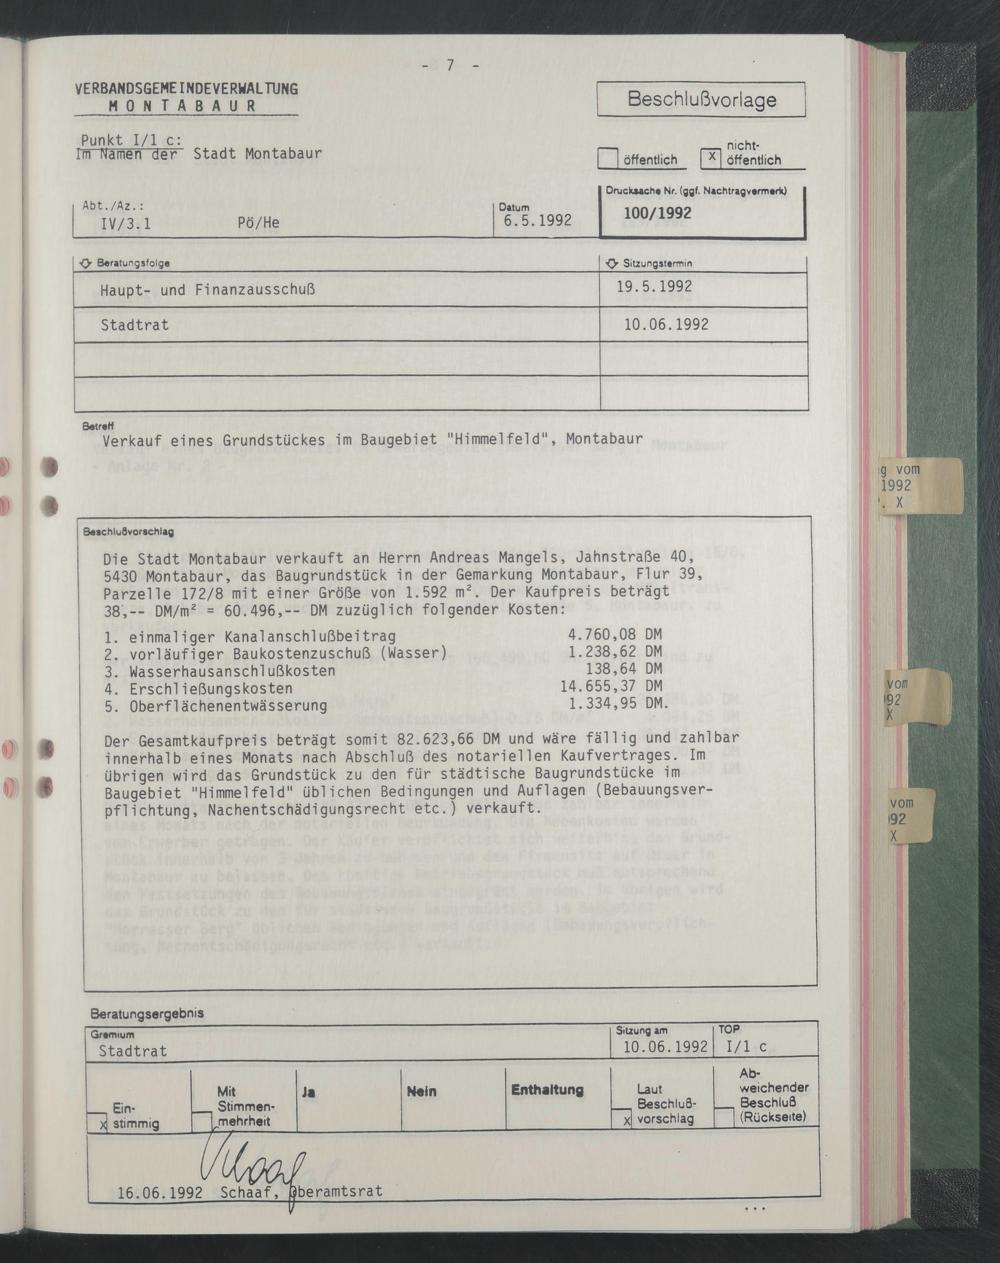 - 7 -
VERBANDSGEMEINDEVERWALTUNG
MONTABAUR
Beschlußvorlage
Punkt I/1 c:
Im Namen der Stadt Montabaur
öffentlich
x nicht-
öffentlich
Drucksache Nr. (ggf. Nachtragvermerk)
100/1992
Abt./Az.:
IV/3.1 Pö/He
Datum
6.5.1992
Beratungsfolge
Sitzungstermin
Haupt- und Finanzausschuß 19.5.1992
Stadtrat 10.06.1992
Betreff
Verkauf eines Grundstückes im Baugebiet "Himmelfeld", Montabaur
Beschlußvorschlag
Die Stadt Montabaur verkauft an Herrn Andreas Mangels, Jahnstraße 40,
5430 Montabaur, das Baugrundstück in der Gemarkung Montabaur, Flur 39,
Parzelle 172/8 mit einer Größe von 1.592 m². Der Kaufpreis beträgt
38,-- DM/m² = 60.496,-- DM zuzüglich folgender Kosten:
1. einmaliger Kanalanschlußbeitrag 4.760,08 DM
2. vorläufiger Baukostenzuschuß (Wasser) 1.238,62 DM
3. Wasserhausanschlußkosten 138,64 DM
4. Erschließungskosten 14.655,37 DM
5. Oberflächenentwässerung 1.334,95 DM.
Der Gesamtkaufpreis beträgt somit 82.623,66 DM und wäre fällig und zahlbar
innerhalb eines Monats nach Abschluß des notariellen Kaufvertrages. Im
übrigen wird das Grundstück zu den für städtische Baugrundstücke im
Baugebiet "Himmelfeld" üblichen Bedingungen und Auflagen (Bebauungsver-
pflichtung, Nachentschädigungsrecht etc.) verkauft.
Beratungsergebnis
Gremium
Stadtrat
Sitzung am
10.06.1992
TOP
I/1 c
Ein-
x stimmig
Mit
Stimmen-
mehrheit
Ja
Nein
Enthaltung
Laut
Beschluß-
x vorschlag
Ab-
weichender
Beschluß
(Rückseite)
Schaaf
16.06.1992 Schaaf, Oberamtsrat
...
g vom
1992
. X
vom
92
X
vom
92
X